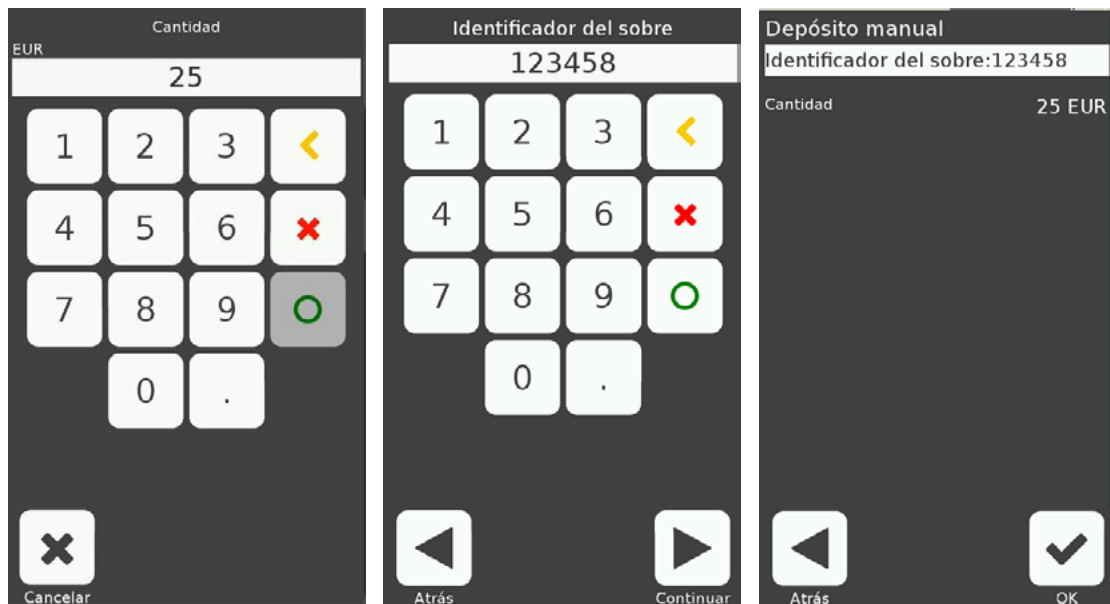 Cantidad
EUR
25
1 2 3
4 5 6
7 8 9
0 .
Cancelar
Identificador del sobre
123458
1 2 3
4 5 6
7 8 9
0 .
Atrás Continuar
Depósito manual
Identificador del sobre:123458
Cantidad 25 EUR
Atrás OK